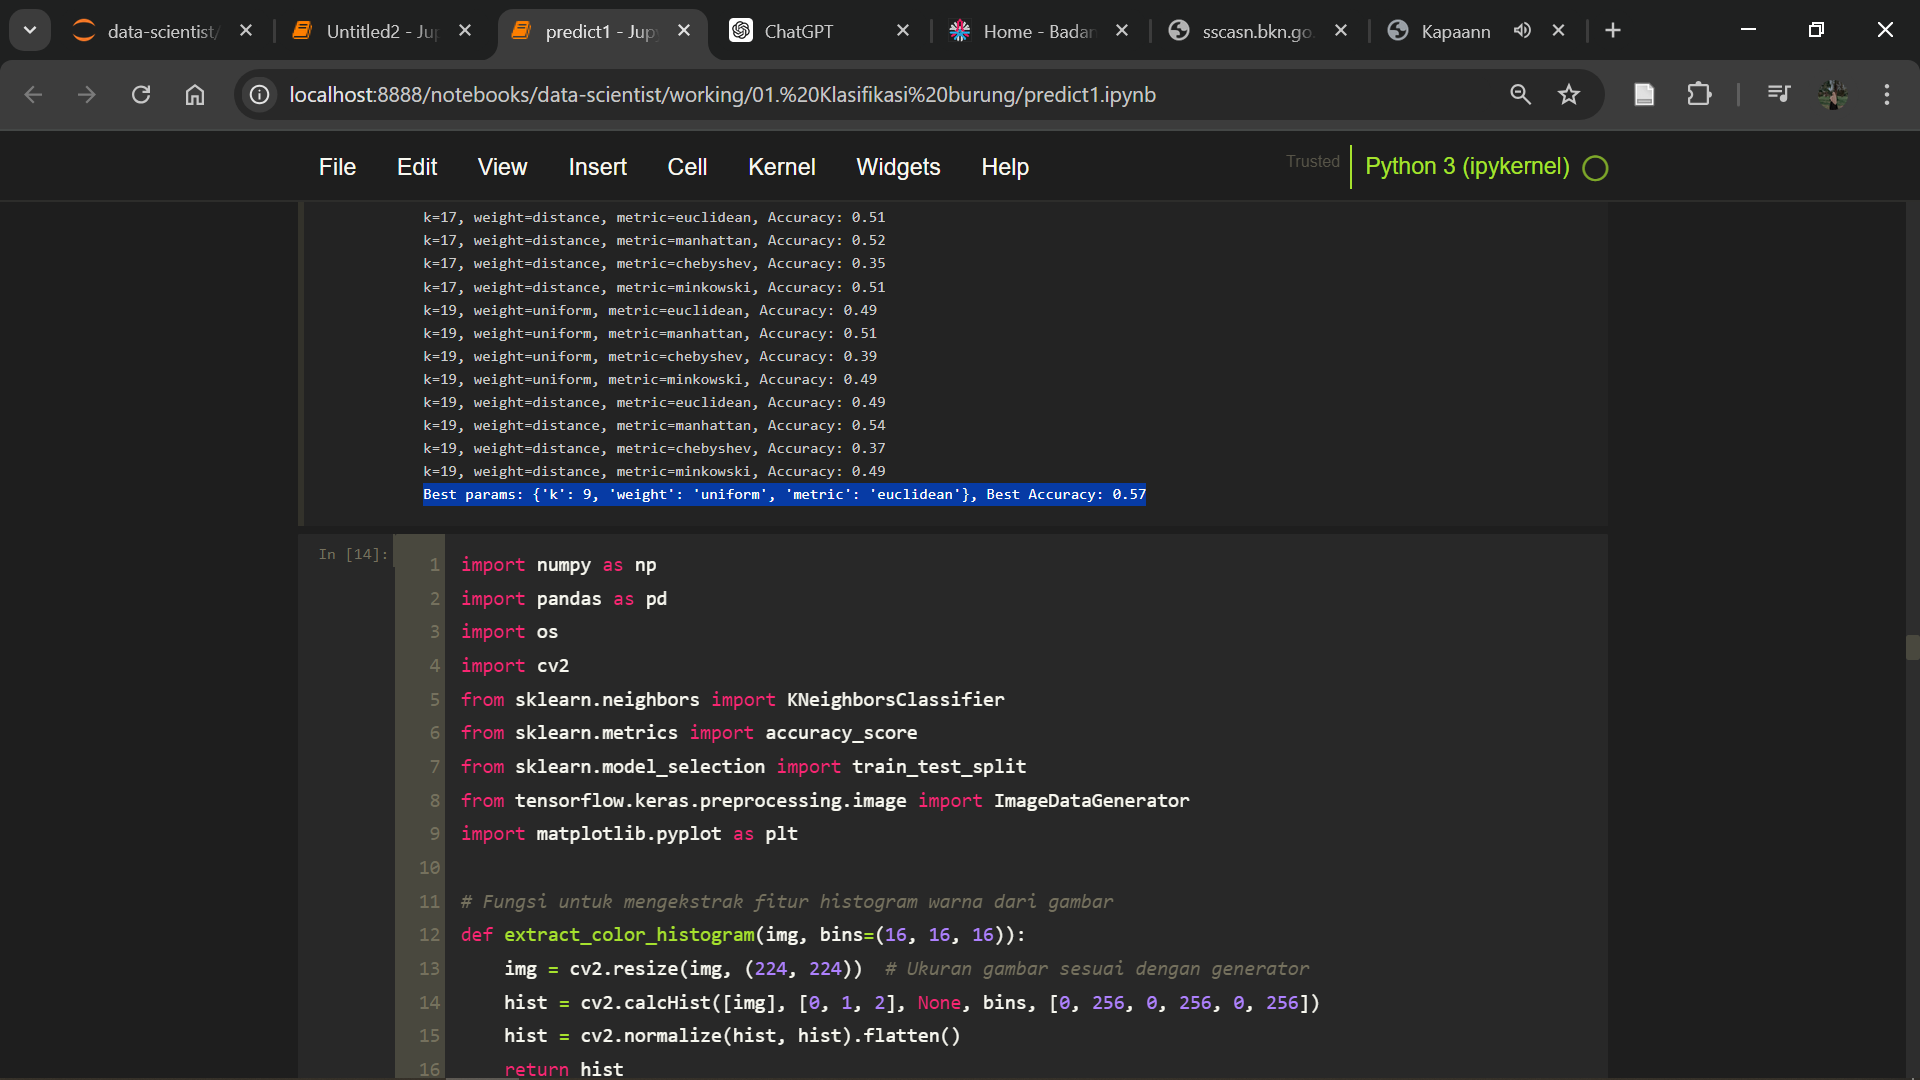 data-scientist/
Untitled2 - Jup
predict1 - Jup
ChatGPT
Home - Badan
sscasn.bkn.go.
Kapaann
localhost:8888/notebooks/data-scientist/working/01.%20Klasifikasi%20burung/predict1.ipynb
File Edit View Insert Cell Kernel Widgets Help
Trusted
Python 3 (ipykernel)
k=17, weight=distance, metric=euclidean, Accuracy: 0.51
k=17, weight=distance, metric=manhattan, Accuracy: 0.52
k=17, weight=distance, metric=chebyshev, Accuracy: 0.35
k=17, weight=distance, metric=minkowski, Accuracy: 0.51
k=19, weight=uniform, metric=euclidean, Accuracy: 0.49
k=19, weight=uniform, metric=manhattan, Accuracy: 0.51
k=19, weight=uniform, metric=chebyshev, Accuracy: 0.39
k=19, weight=uniform, metric=minkowski, Accuracy: 0.49
k=19, weight=distance, metric=euclidean, Accuracy: 0.49
k=19, weight=distance, metric=manhattan, Accuracy: 0.54
k=19, weight=distance, metric=chebyshev, Accuracy: 0.37
k=19, weight=distance, metric=minkowski, Accuracy: 0.49
Best params: {'k': 9, 'weight': 'uniform', 'metric': 'euclidean'}, Best Accuracy: 0.57
In [14]:
1 import numpy as np
2 import pandas as pd
3 import os
4 import cv2
5 from sklearn.neighbors import KNeighborsClassifier
6 from sklearn.metrics import accuracy_score
7 from sklearn.model_selection import train_test_split
8 from tensorflow.keras.preprocessing.image import ImageDataGenerator
9 import matplotlib.pyplot as plt
10
11 # Fungsi untuk mengekstrak fitur histogram warna dari gambar
12 def extract_color_histogram(img, bins=(16, 16, 16)):
13 img = cv2.resize(img, (224, 224)) # Ukuran gambar sesuai dengan generator
14 hist = cv2.calcHist([img], [0, 1, 2], None, bins, [0, 256, 0, 256, 0, 256])
15 hist = cv2.normalize(hist, hist).flatten()
16 return hist